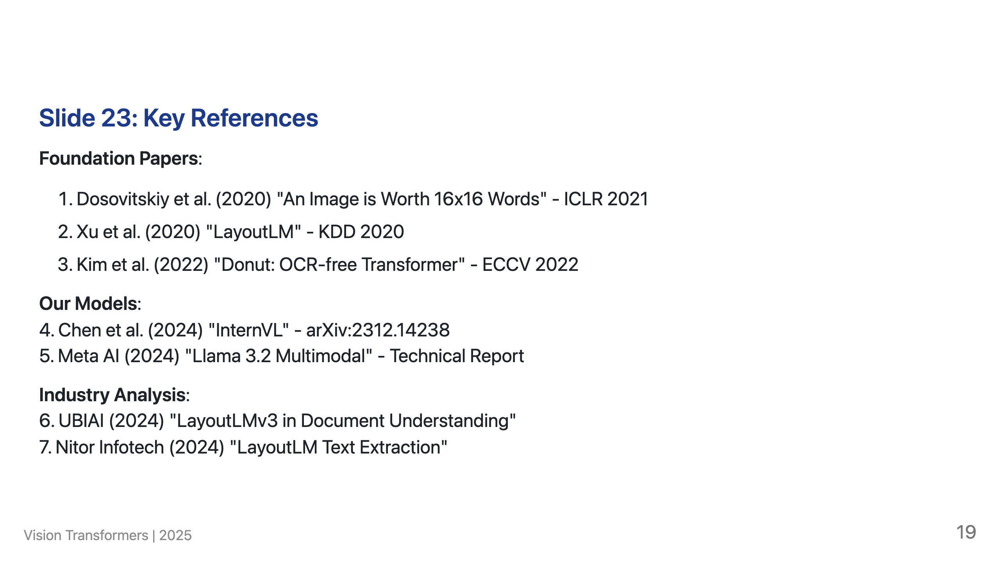 Slide 23: Key References
Foundation Papers:
1. Dosovitskiy et al. (2020) "An Image is Worth 16x16 Words" - ICLR 2021
2. Xu et al. (2020) "LayoutLM" - KDD 2020
3. Kim et al. (2022) "Donut: OCR-free Transformer" - ECCV 2022
Our Models:
4. Chen et al. (2024) "InternVL" - arXiv:2312.14238
5. Meta AI (2024) "Llama 3.2 Multimodal" - Technical Report
Industry Analysis:
6. UBIAI (2024) "LayoutLMv3 in Document Understanding"
7. Nitor Infotech (2024) "LayoutLM Text Extraction"
Vision Transformers | 2025
19